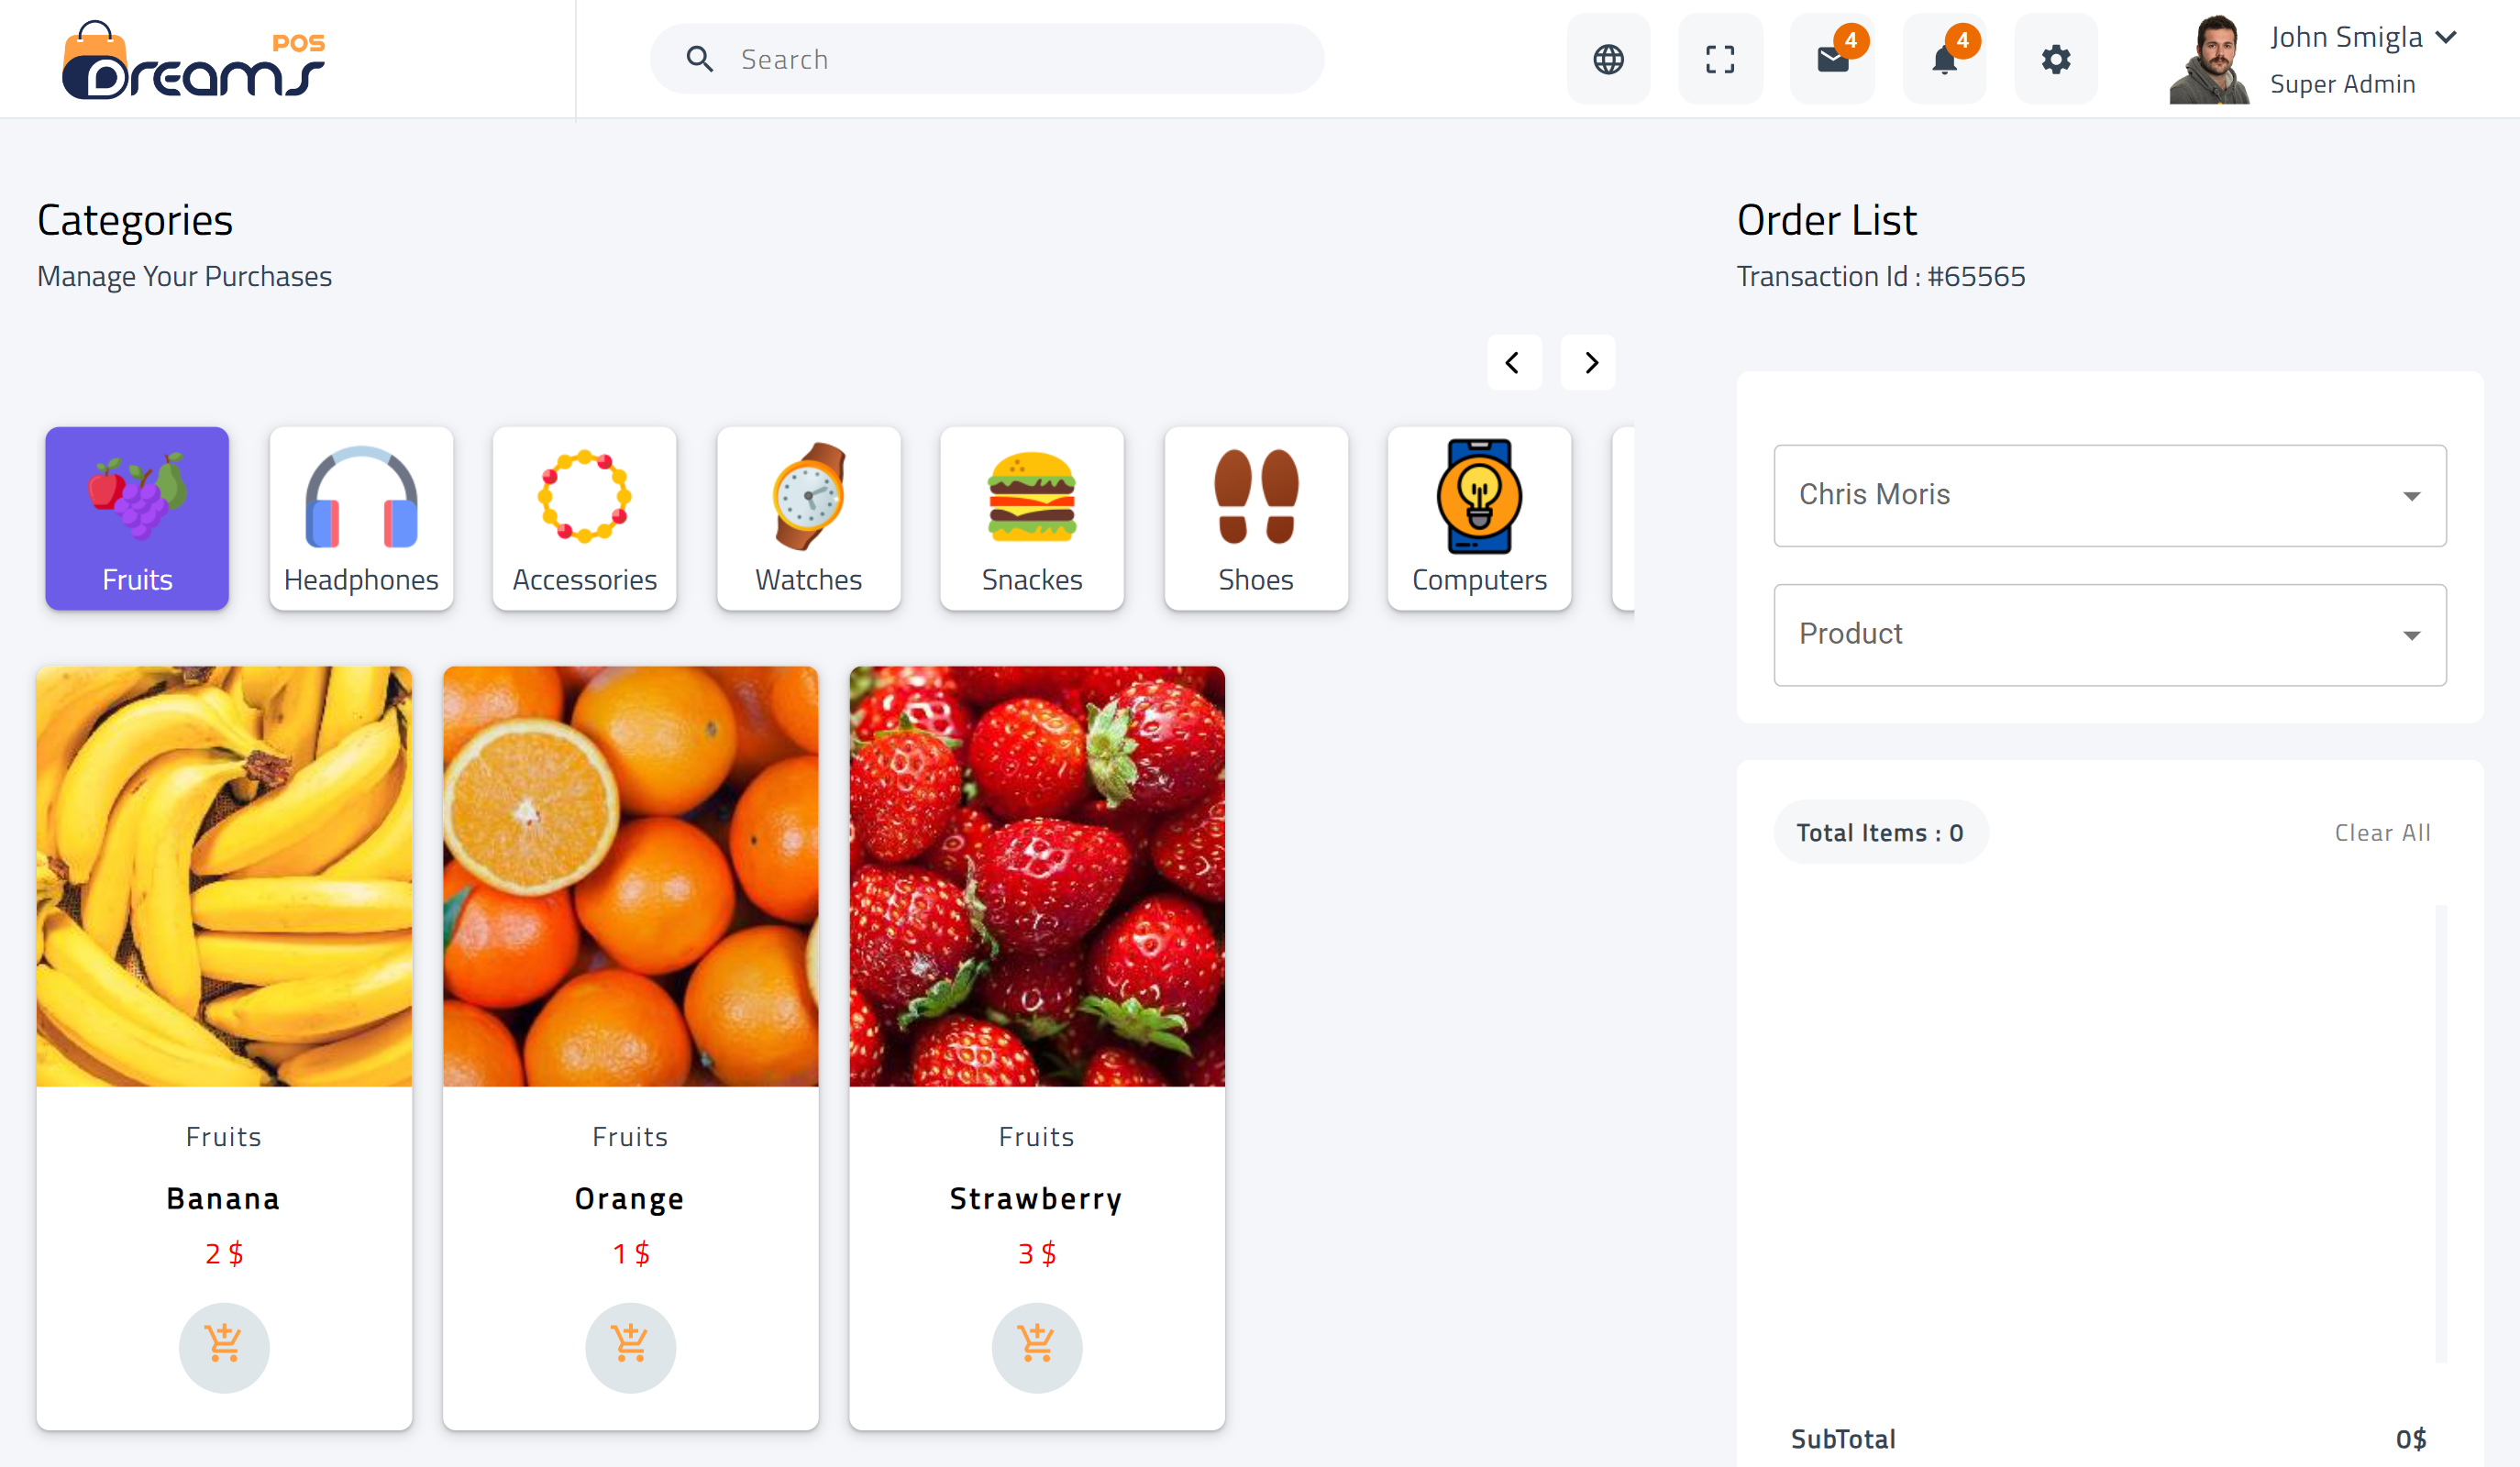 POS
Dreams
Search
4
4
John Smigla
Super Admin
Categories
Manage Your Purchases
Order List
Transaction Id : #65565
Fruits
Headphones
Accessories
Watches
Snackes
Shoes
Computers
Chris Moris
Product
Total Items : 0
Clear All
Fruits
Banana
2 $
Fruits
Orange
1 $
Fruits
Strawberry
3 $
SubTotal
0$